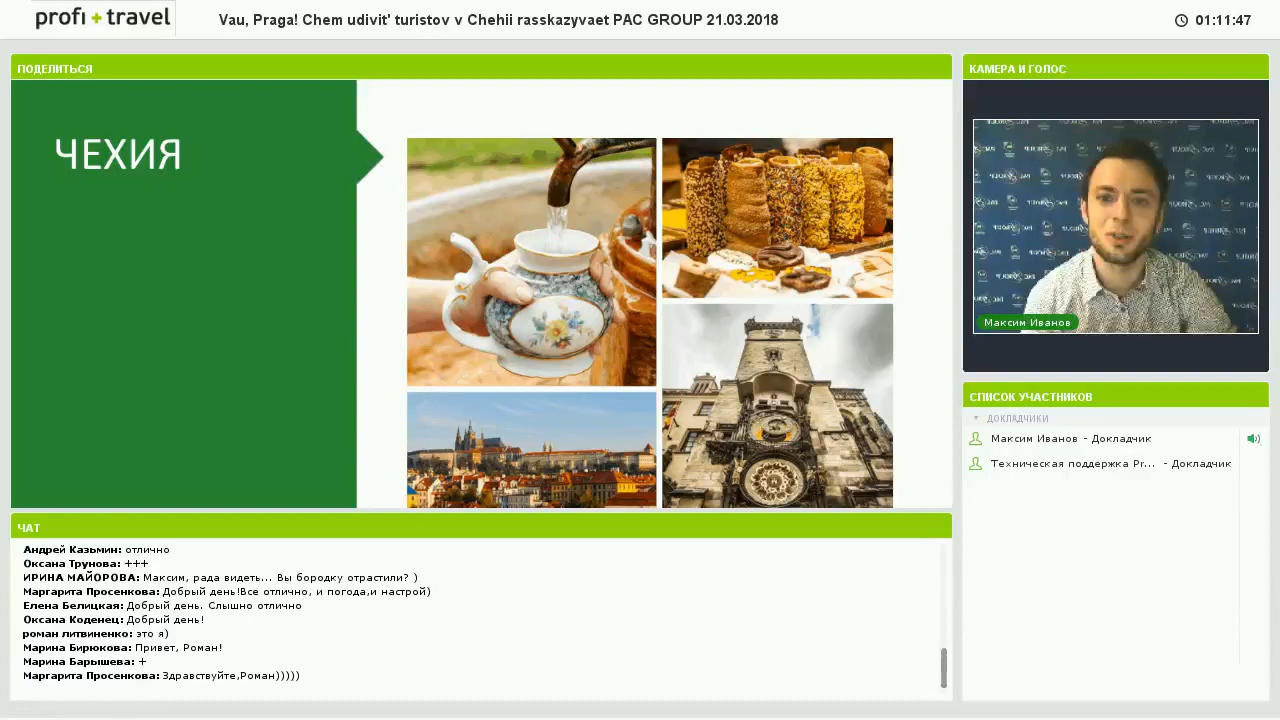 profi + travel
Vau, Praga! Chem udivit' turistov v Chehii rasskazyvaet PAC GROUP 21.03.2018
01:11:47
ПОДЕЛИТЬСЯ
ЧЕХИЯ
КАМЕРА И ГОЛОС
Максим Иванов
СПИСОК УЧАСТНИКОВ
ДОКЛАДЧИКИ
Максим Иванов - Докладчик
Техническая поддержка Pr... - Докладчик
ЧАТ
Андрей Казьмин: отлично
Оксана Трунова: +++
ИРИНА МАЙОРОВА: Максим, рада видеть... Вы бородку отрастили? )
Маргарита Просенкова: Добрый день!Все отлично, и погода,и настрой)
Елена Белицкая: Добрый день. Слышно отлично
Оксана Коденец: Добрый день!
роман литвиненко: это я)
Марина Бирюкова: Привет, Роман!
Марина Барышева: +
Маргарита Просенкова: Здравствуйте,Роман)))))